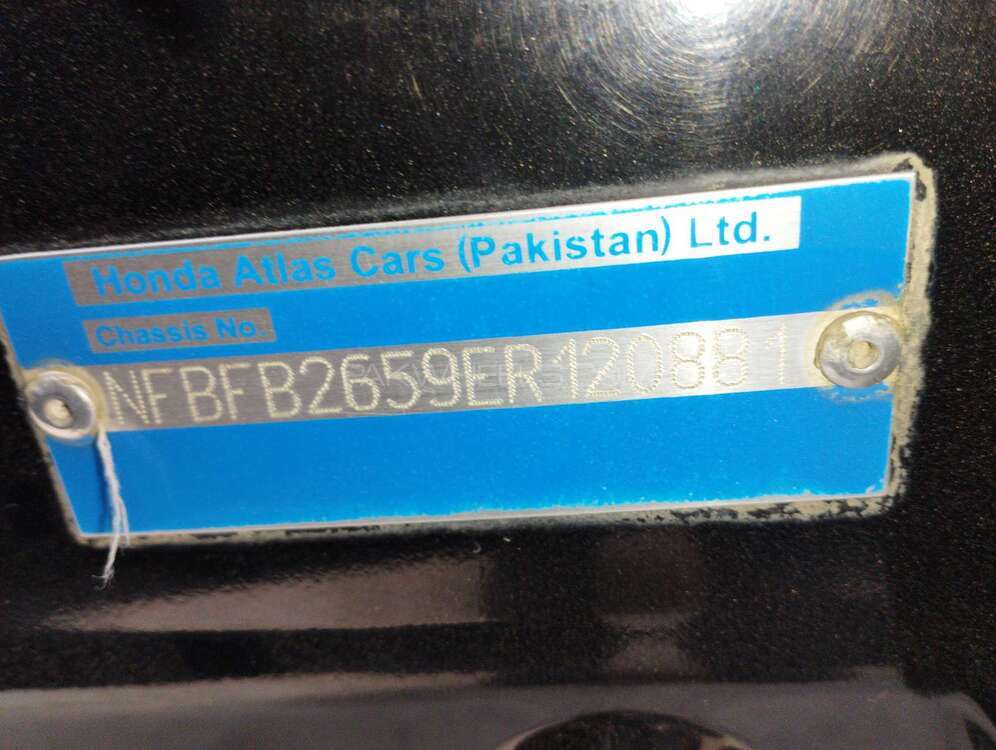 Honda Atlas Cars (Pakistan) Ltd.
Chassis No.
NFBFB2659ER120881